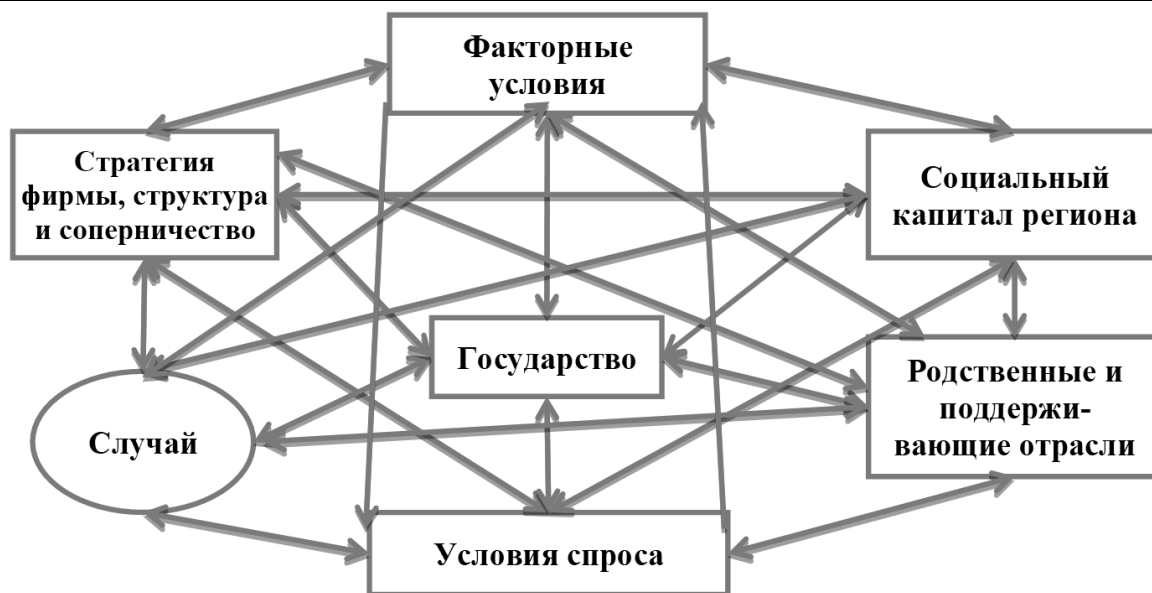 Факторные
условия
Стратегия
фирмы, структура
и соперничество
Социальный
капитал региона
Государство
Родственные и
поддержи-
вающие отрасли
Случай
Условия спроса